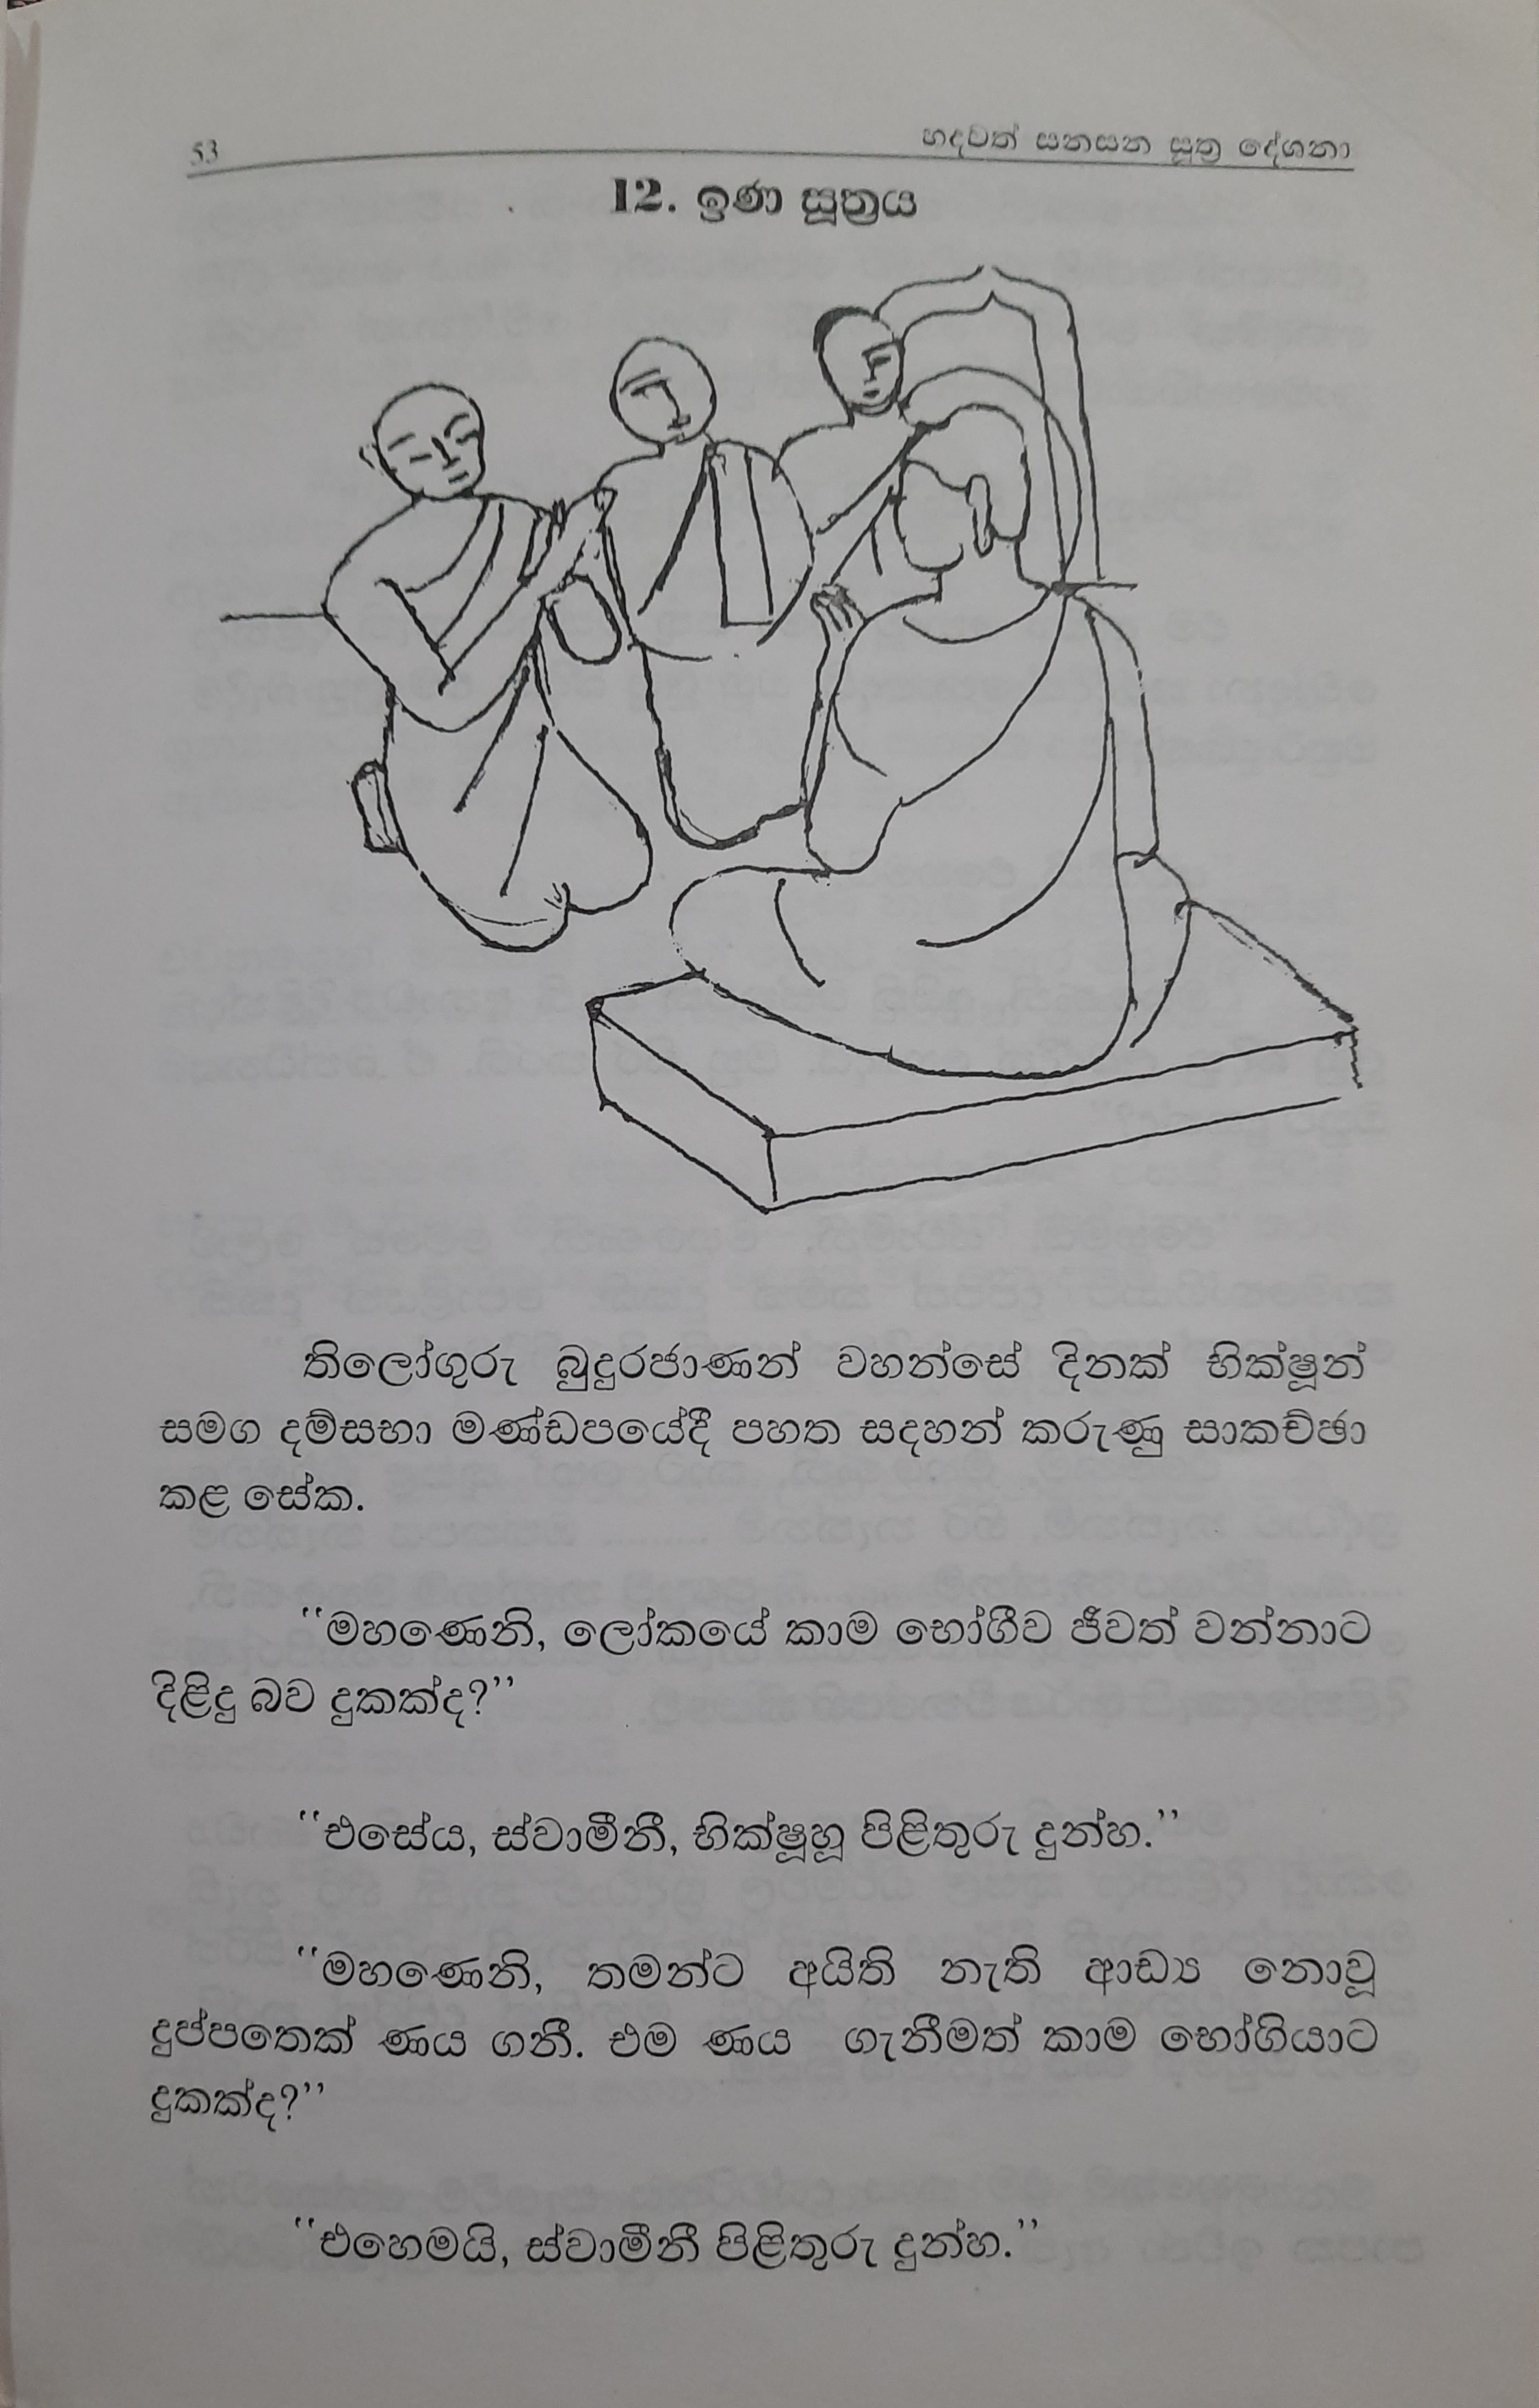 53
හදවත් සනසන සූත්‍ර දේශනා
12. ඉණ සූත්‍රය
තිලෝගුරු බුදුරජාණන් වහන්සේ දිනක් භික්ෂූන්
සමග දම්සභා මණ්ඩපයේදී පහත සදහන් කරුණු සාකච්ඡා
කළ සේක.
“මහණෙනි, ලෝකයේ කාම භෝගීව ජීවත් වන්නාට
දිළිඳු බව දුකක්ද?”
“එසේය, ස්වාමීනී, භික්ෂූහූ පිළිතුරු දුන්හ.”
“මහණෙනි, තමන්ට අයිති නැති ආඩ්‍ය නොවූ
දුප්පතෙක් ණය ගනී. එම ණය ගැනීමත් කාම භෝගියාට
දුකක්ද?”
“එහෙමයි, ස්වාමීනී පිළිතුරු දුන්හ.”